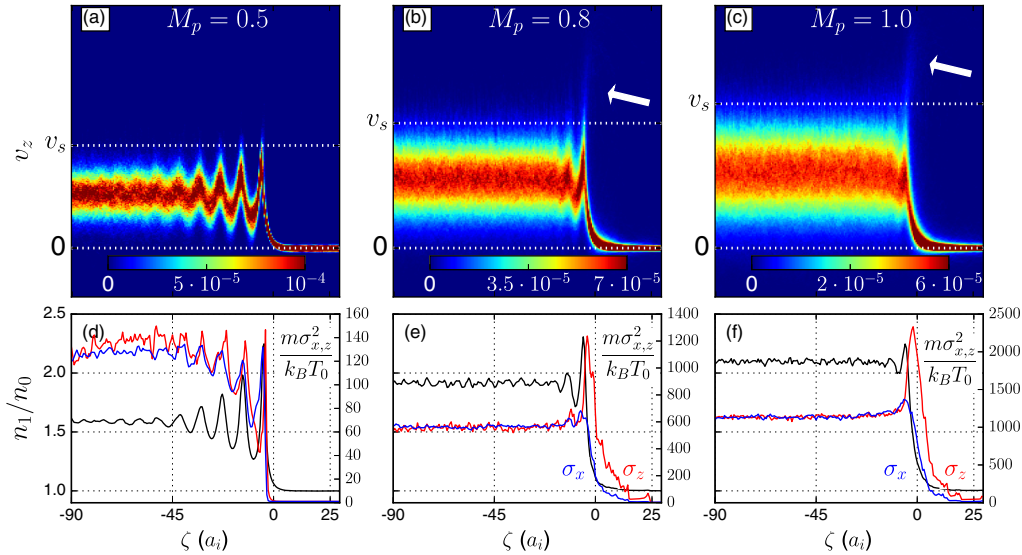 (a) M_p = 0.5
(b) M_p = 0.8
(c) M_p = 1.0
v_z
v_s
0
v_s
0
v_s
0
0 5·10^-4 10^-4
0 3.5·10^-5 7·10^-5
0 2·10^-5 6·10^-5
n_1/n_0
2.5
2.0
1.5
1.0
(d)
mσ²_{x,z}
k_BT_0
160
140
120
100
80
60
40
20
0
(e)
mσ²_{x,z}
k_BT_0
1400
1200
1000
800
600
400
200
0
σ_x σ_z
(f)
mσ²_{x,z}
k_BT_0
2500
2000
1500
1000
500
0
σ_x σ_z
-90 -45 0 25
-90 -45 0 25
-90 -45 0 25
ζ (a_i)
ζ (a_i)
ζ (a_i)